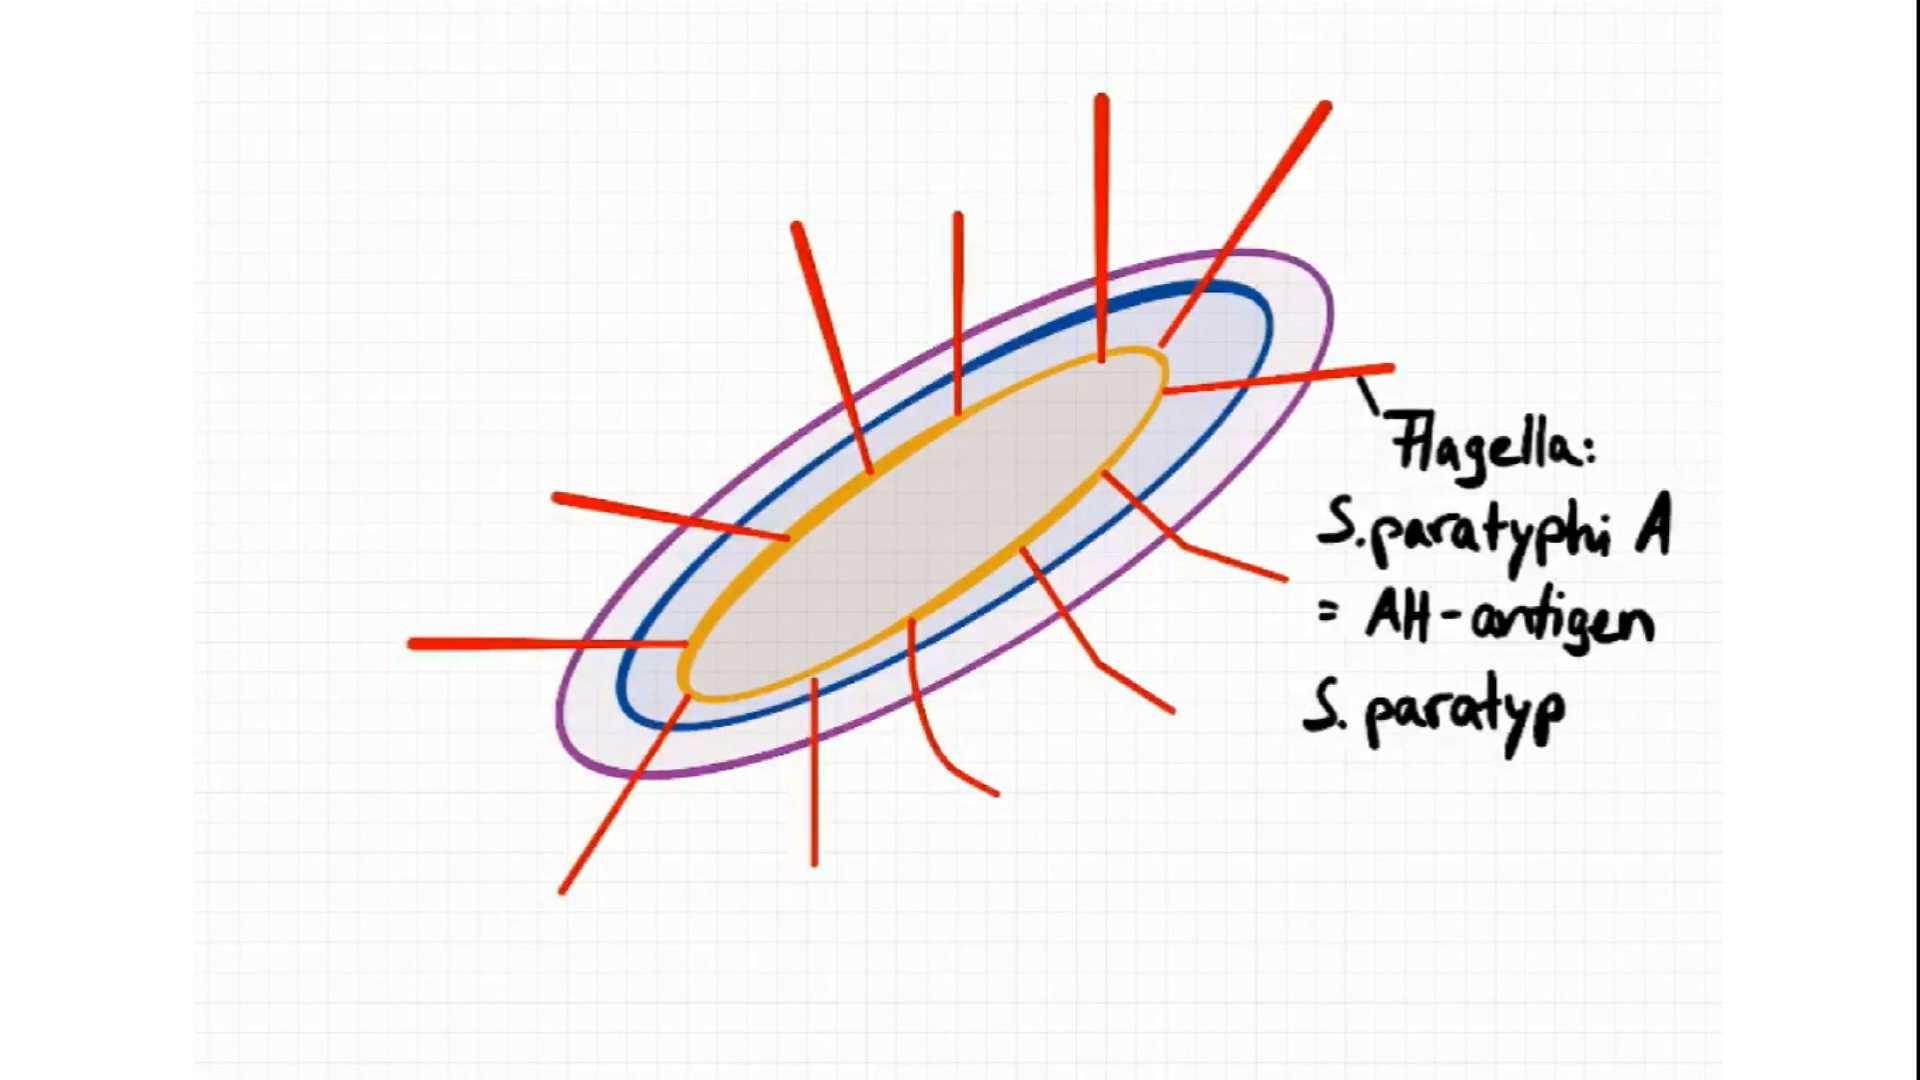 Flagella:
S. paratyphi A
= AH-antigen
S. paratyp